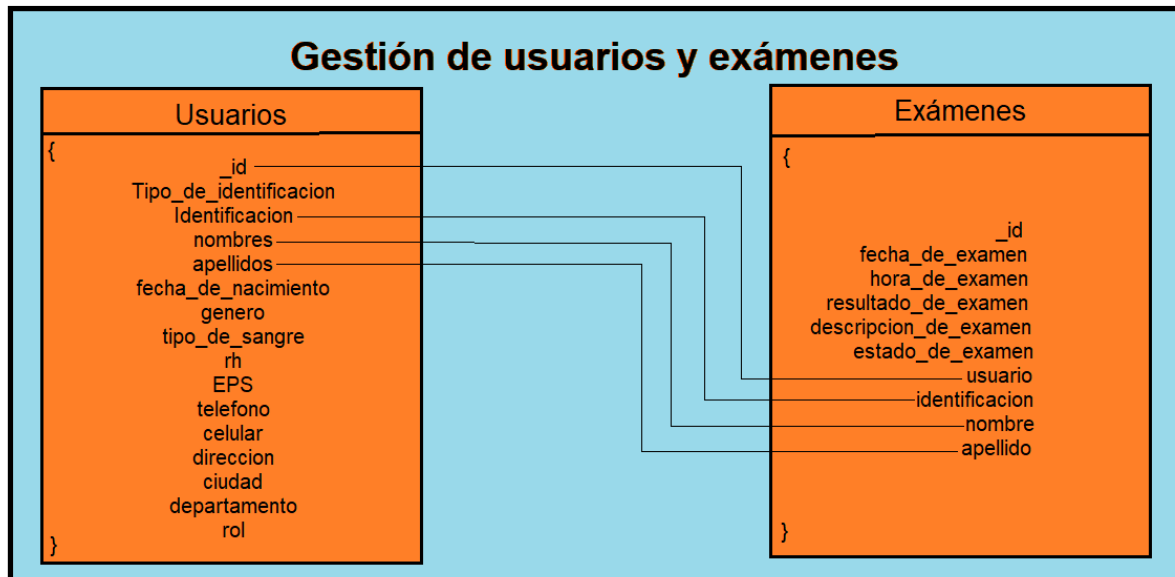 Gestión de usuarios y exámenes
Usuarios
{
_id
Tipo_de_identificacion
Identificacion
nombres
apellidos
fecha_de_nacimiento
genero
tipo_de_sangre
rh
EPS
telefono
celular
direccion
ciudad
departamento
rol
}
Exámenes
{
_id
fecha_de_examen
hora_de_examen
resultado_de_examen
descripcion_de_examen
estado_de_examen
usuario
identificacion
nombre
apellido
}